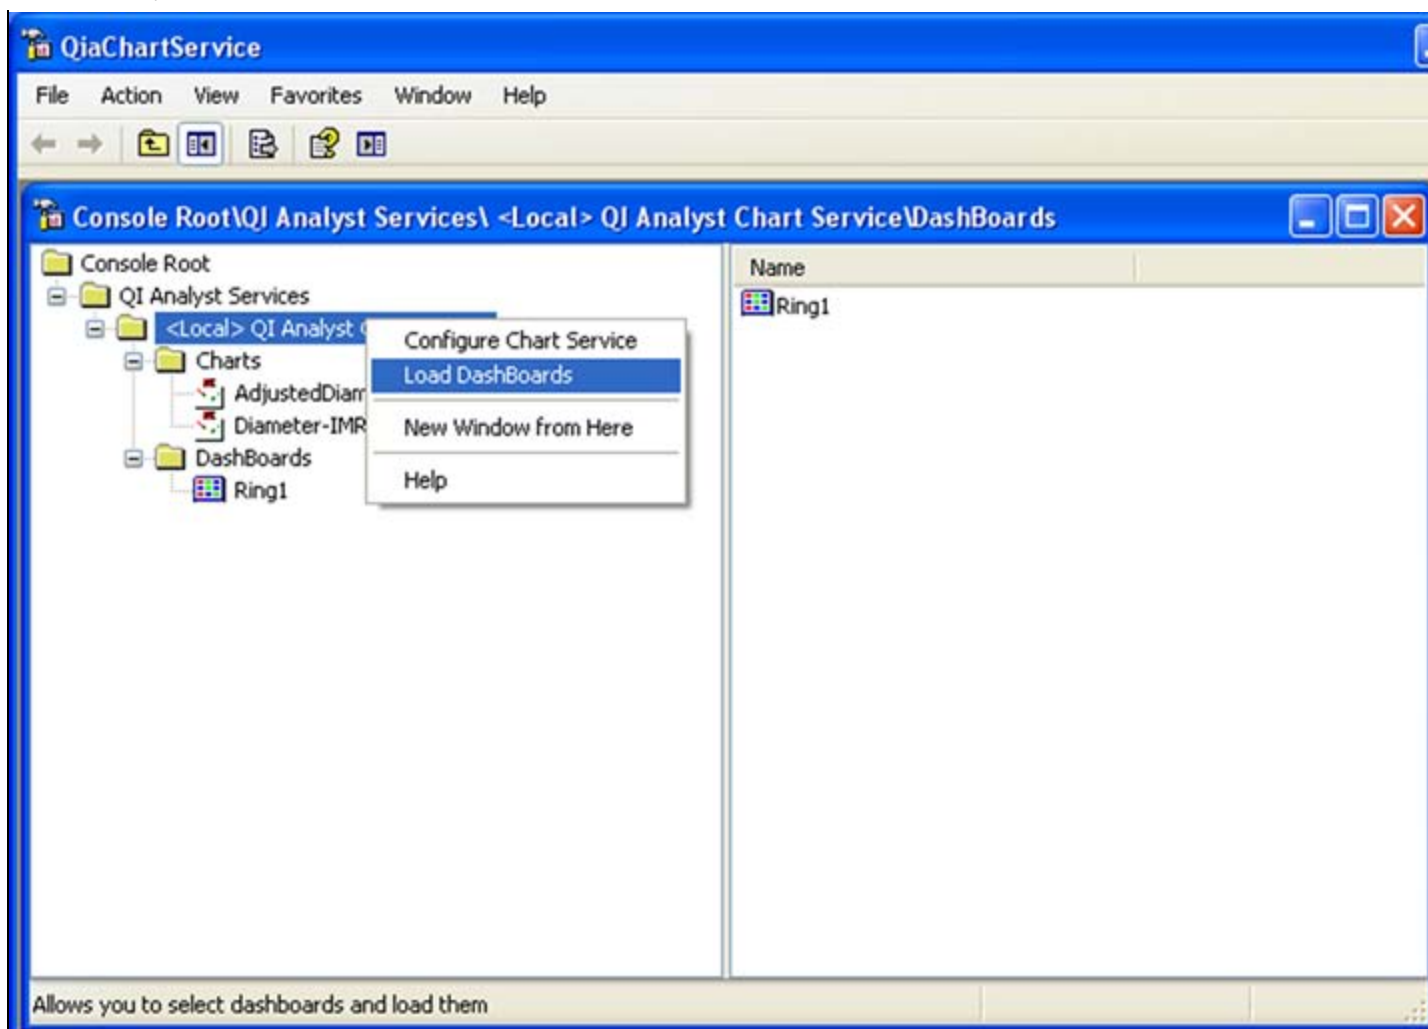 QiaChartService
File Action View Favorites Window Help
Console Root\QI Analyst Services\ <Local> QI Analyst Chart Service\DashBoards
Console Root
QI Analyst Services
<Local> QI Analyst
Charts
AdjustedDiam
Diameter-IMR
DashBoards
Ring1
Configure Chart Service
Load DashBoards
New Window from Here
Help
Name
Ring1
Allows you to select dashboards and load them